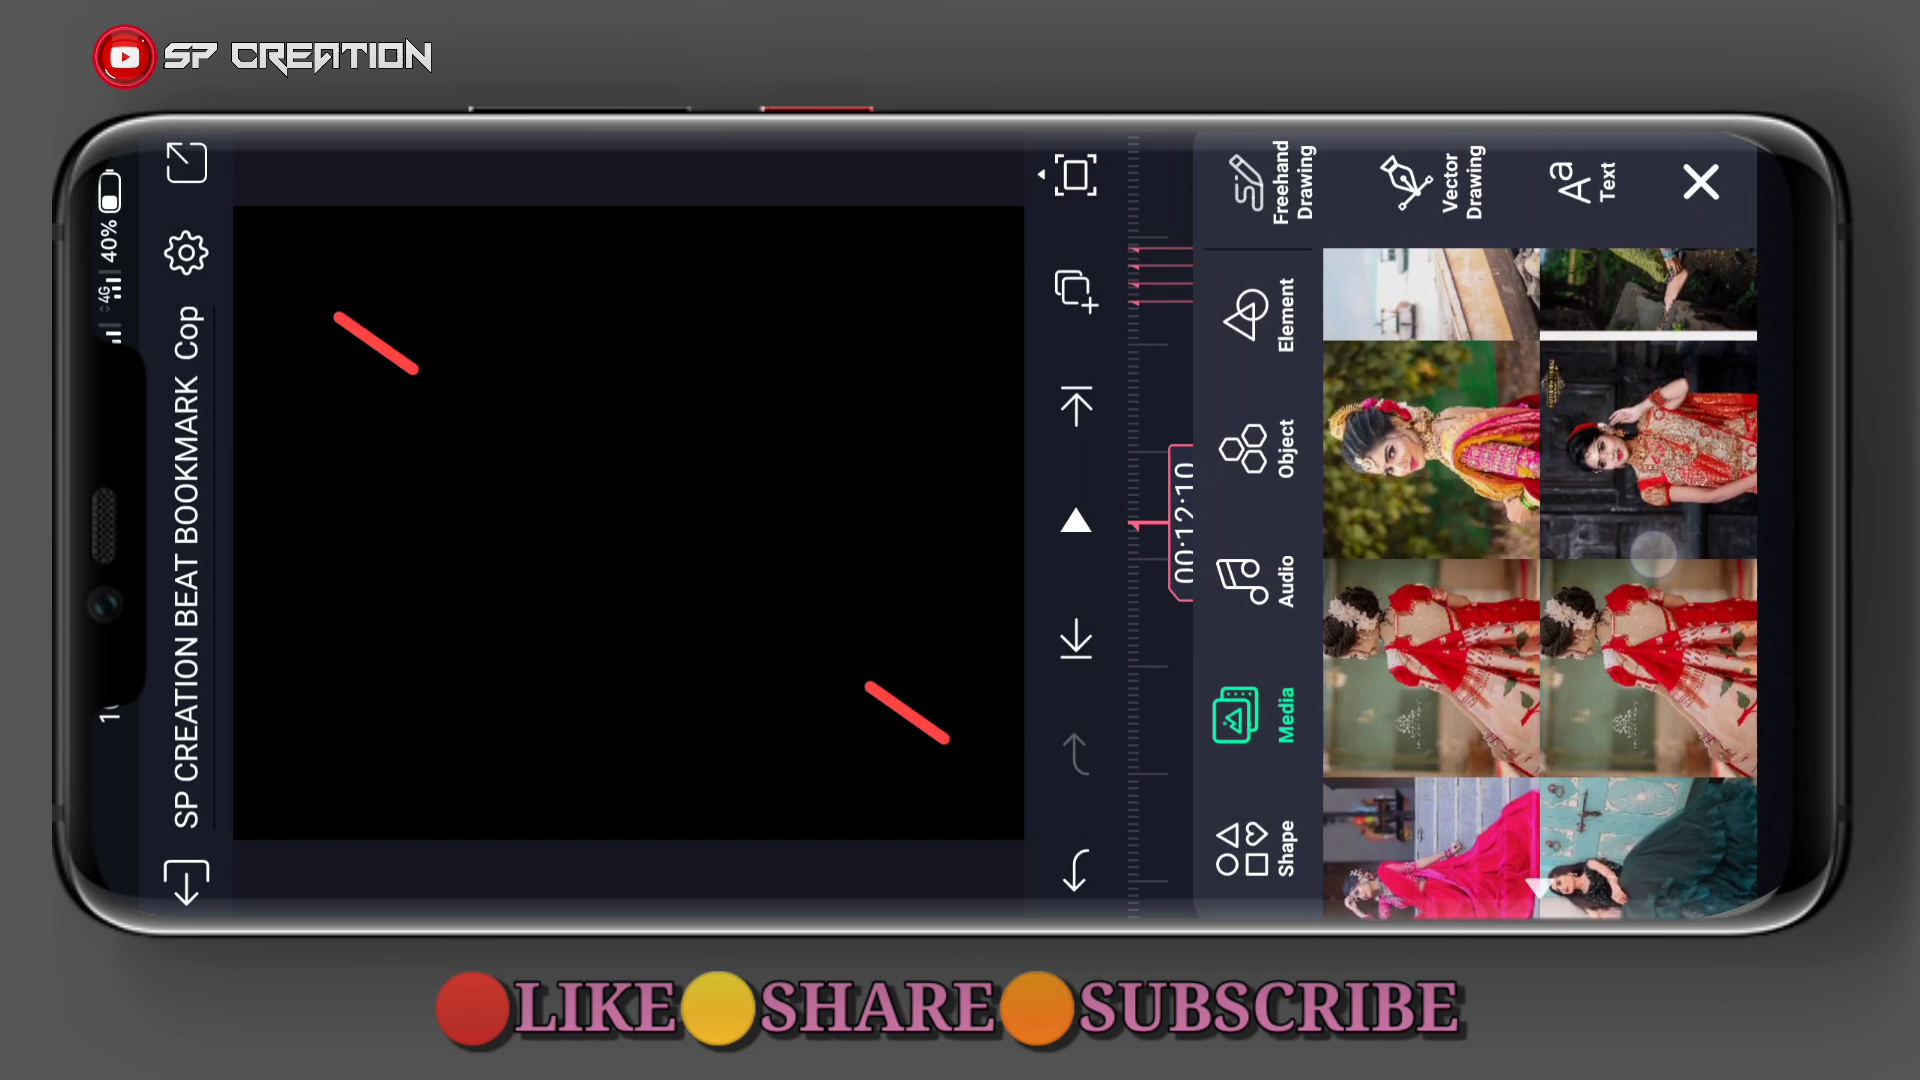 SP CREATION
40%
4G
SP CREATION BEAT BOOKMARK Cop
00:12:10
Freehand
Drawing
Vector
Drawing
Text
Element
Object
Audio
Media
Shape
LIKE SHARE SUBSCRIBE